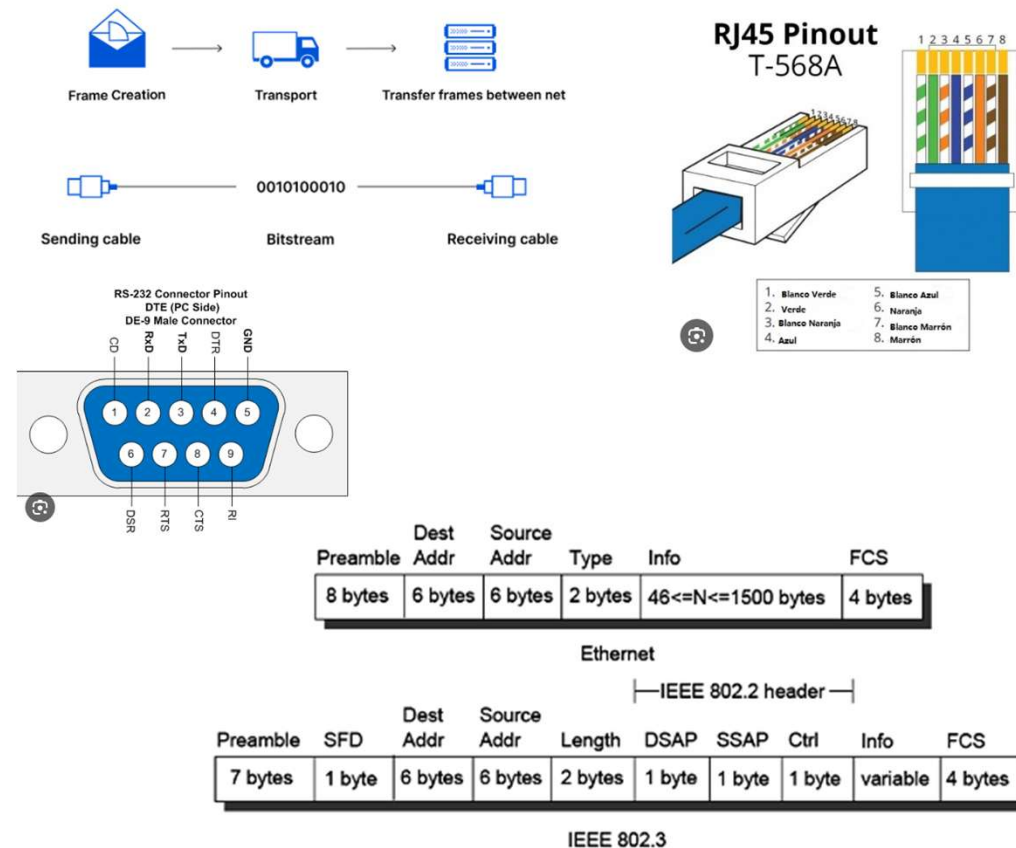 Frame Creation
Transport
Transfer frames between net
0010100010
Sending cable
Bitstream
Receiving cable
RJ45 Pinout
T-568A
1 2 3 4 5 6 7 8
12345678
1. Blanco Verde
2. Verde
3. Blanco Naranja
4. Azul
5. Blanco Azul
6. Naranja
7. Blanco Marrón
8. Marrón
RS-232 Connector Pinout
DTE (PC Side)
DE-9 Male Connector
CD
RxD
TxD
DTR
GND
1 2 3 4 5
6 7 8 9
DSR
RTS
CTS
RI
Preamble Dest Addr Source Addr Type Info FCS
8 bytes 6 bytes 6 bytes 2 bytes 46<=N<=1500 bytes 4 bytes
Ethernet
IEEE 802.2 header
Preamble SFD Dest Addr Source Addr Length DSAP SSAP Ctrl Info FCS
7 bytes 1 byte 6 bytes 6 bytes 2 bytes 1 byte 1 byte 1 byte variable 4 bytes
IEEE 802.3